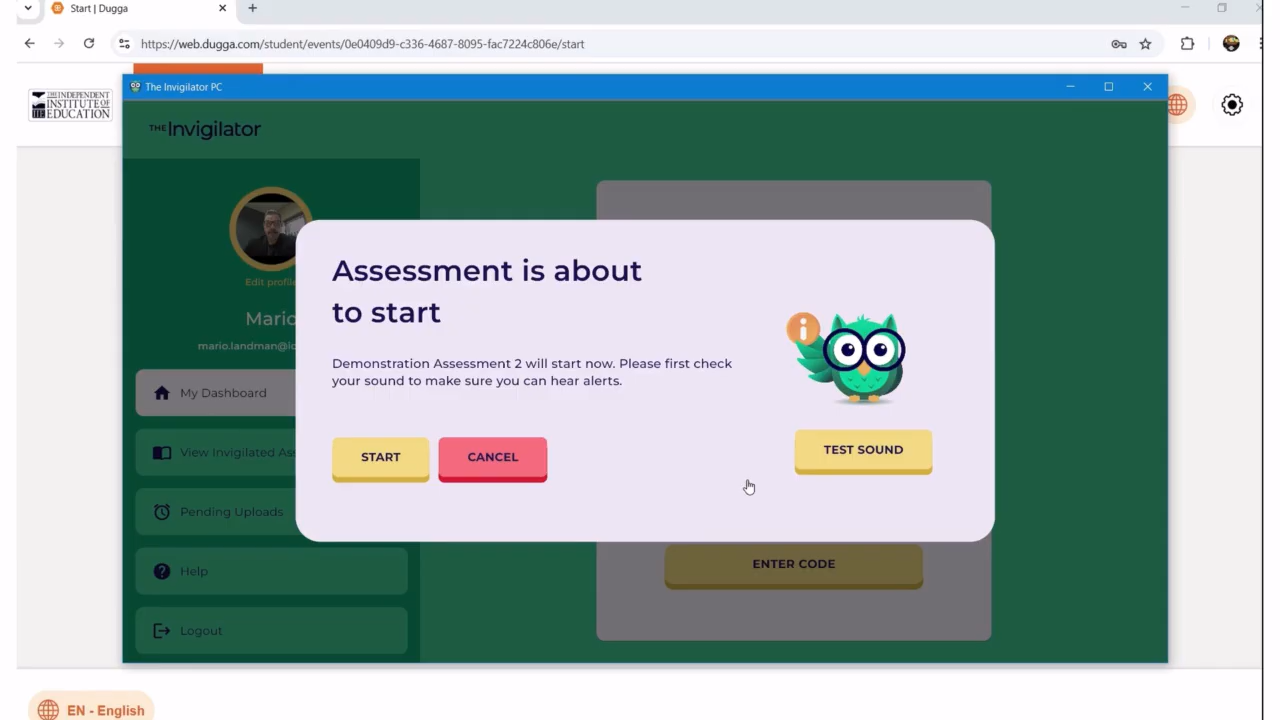 Start | Dugga
https://web.dugga.com/student/events/0e0409d9-c336-4687-8095-fac7224c806e/start
THE INDEPENDENT
INSTITUTE OF
EDUCATION
The Invigilator PC
THE Invigilator
Edit profile
Mario
mario.landman@
My Dashboard
View Invigilated Ass
Pending Uploads
Help
Logout
Assessment is about
to start
Demonstration Assessment 2 will start now. Please first check
your sound to make sure you can hear alerts.
START
CANCEL
TEST SOUND
ENTER CODE
EN - English